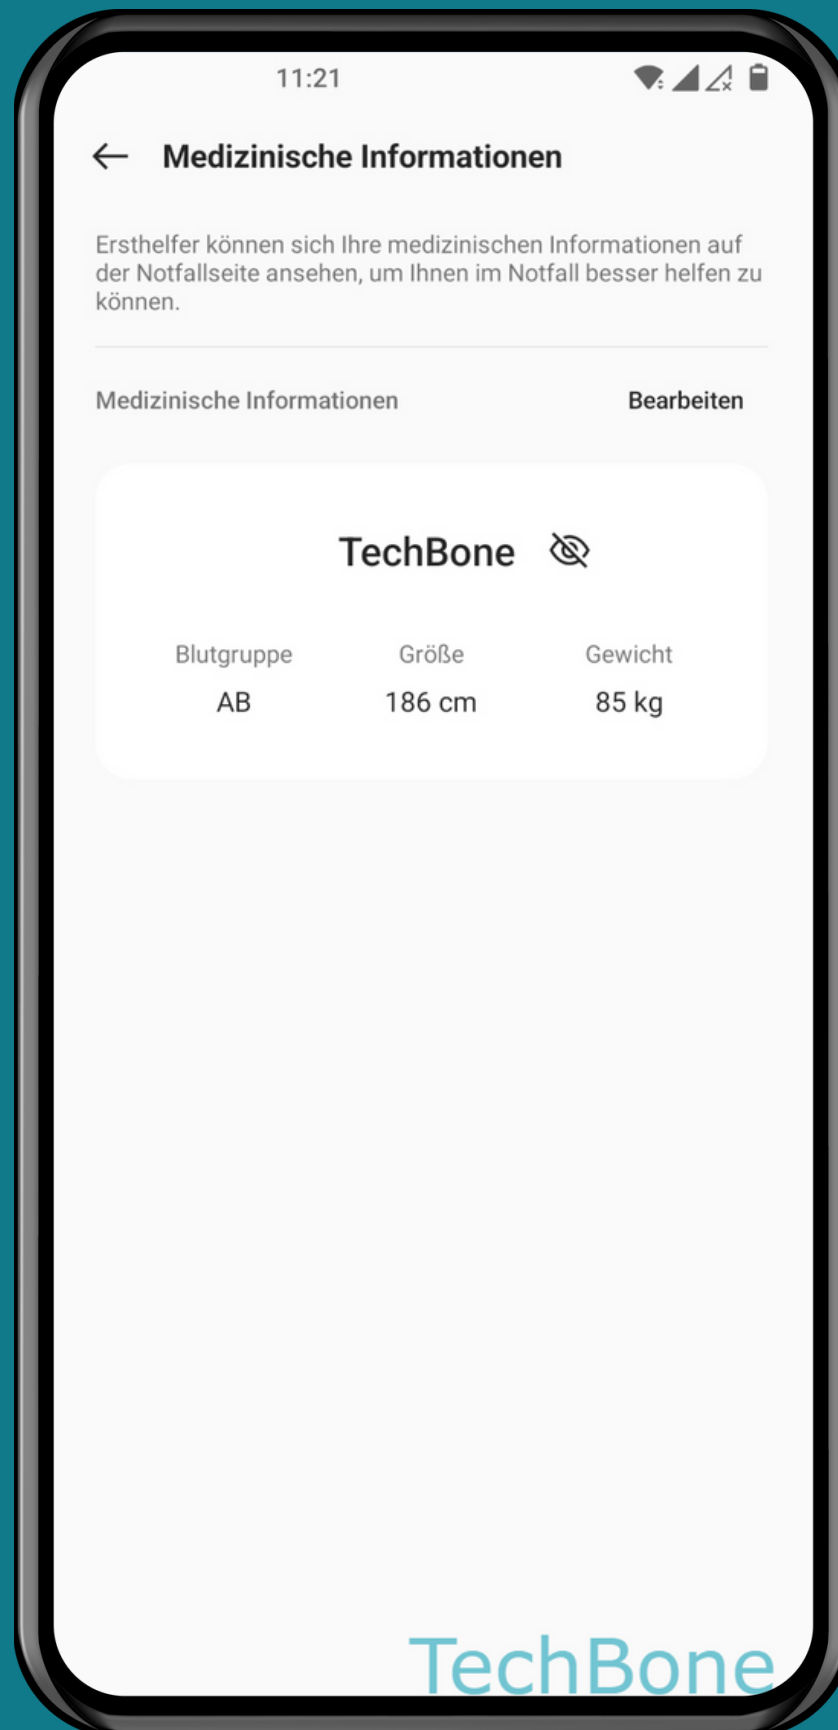 11:21
Medizinische Informationen
Ersthelfer können sich Ihre medizinischen Informationen auf
der Notfallseite ansehen, um Ihnen im Notfall besser helfen zu
können.
Medizinische Informationen Bearbeiten
TechBone
Blutgruppe Größe Gewicht
AB 186 cm 85 kg
TechBone